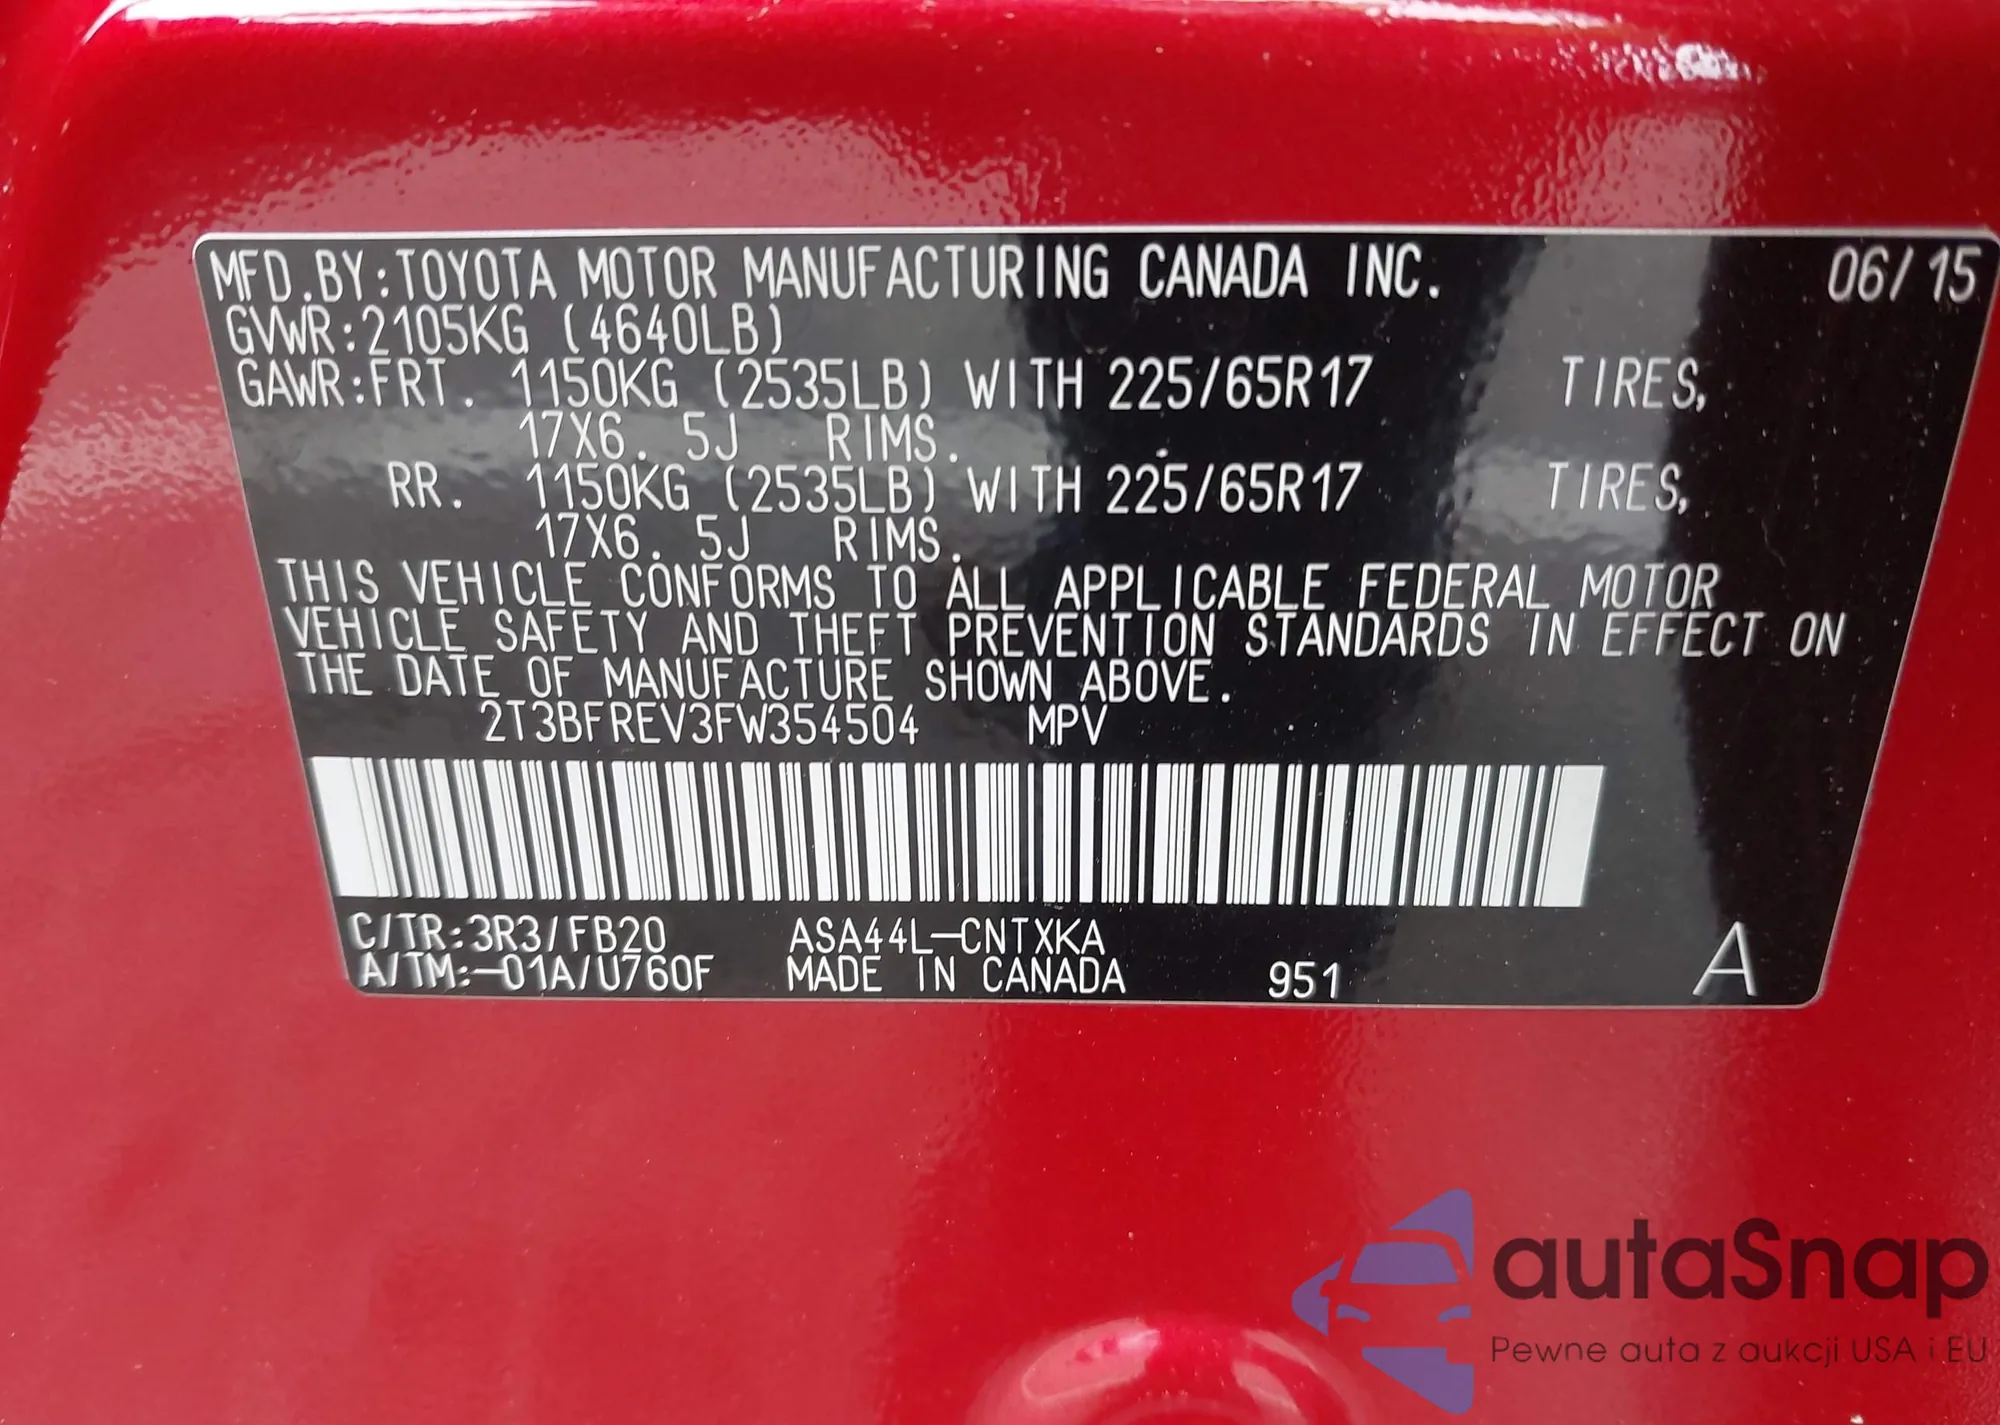 MFD.BY:TOYOTA MOTOR MANUFACTURING CANADA INC. 06/15
GVWR:2105KG (4640LB)
GAWR:FRT. 1150KG (2535LB) WITH 225/65R17 TIRES,
17X6.5J RIMS.
RR. 1150KG (2535LB) WITH 225/65R17 TIRES,
17X6.5J RIMS.
THIS VEHICLE CONFORMS TO ALL APPLICABLE FEDERAL MOTOR
VEHICLE SAFETY AND THEFT PREVENTION STANDARDS IN EFFECT ON
THE DATE OF MANUFACTURE SHOWN ABOVE.
2T3BFREV3FW354504 MPV
C/TR:3R3/FB20 ASA44L-CNTXKA
A/TM:-01A/U760F MADE IN CANADA 951 A
autaSnap
Pewne auta z aukcji USA i EU